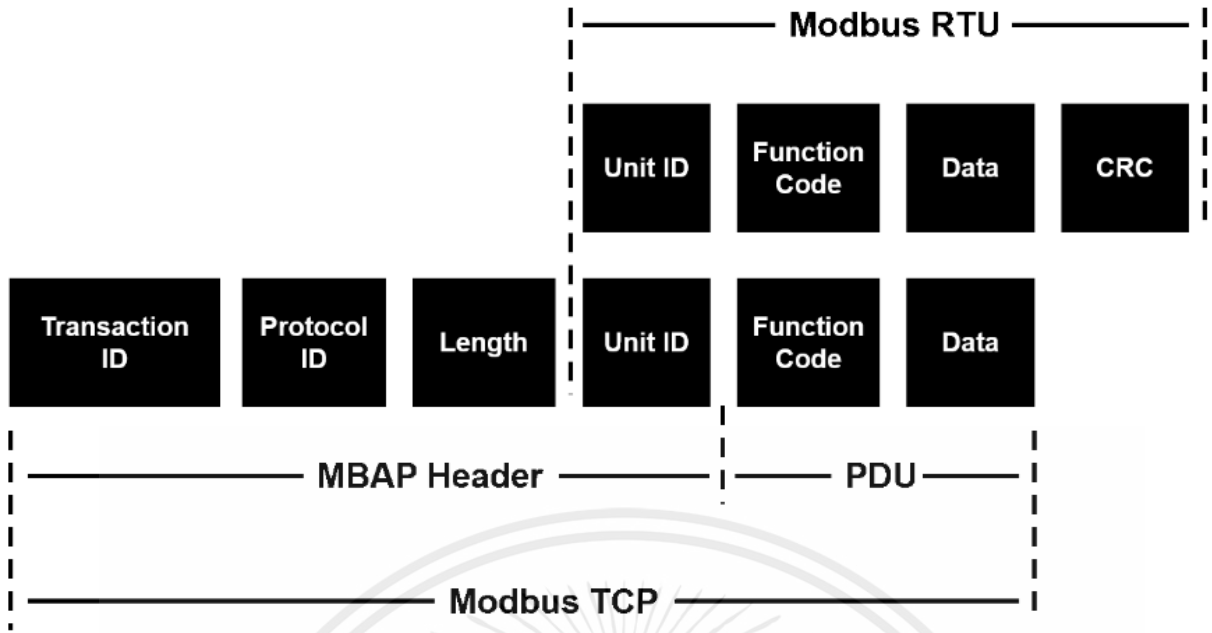 Modbus RTU
Unit ID
Function
Code
Data
CRC
Transaction
ID
Protocol
ID
Length
Unit ID
Function
Code
Data
MBAP Header
PDU
Modbus TCP